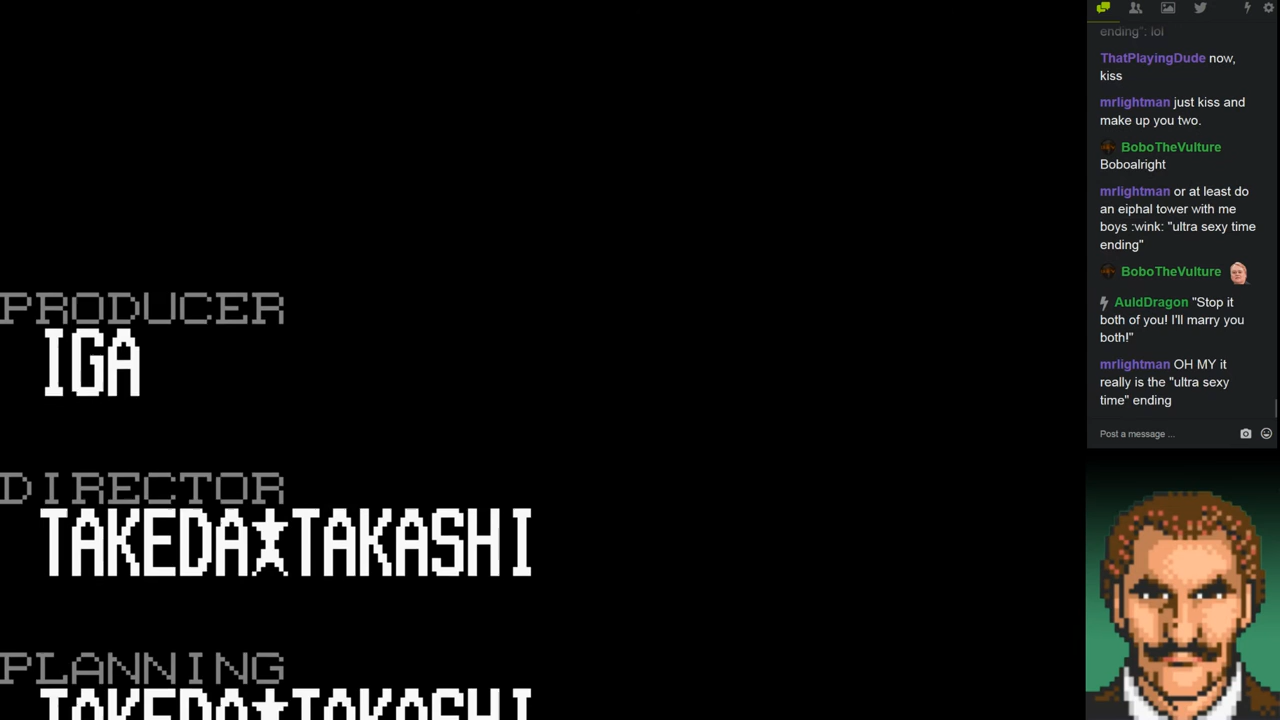 PRODUCER
IGA
DIRECTOR
TAKEDA★TAKASHI
PLANNING
TAKEDA★TAKASHI
ending": lol
ThatPlayingDude now,
kiss
mrlightman just kiss and
make up you two.
BoboTheVulture
Boboalright
mrlightman or at least do
an eiphal tower with me
boys :wink: "ultra sexy time
ending"
BoboTheVulture
AuldDragon "Stop it
both of you! I'll marry you
both!"
mrlightman OH MY it
really is the "ultra sexy
time" ending
Post a message ...